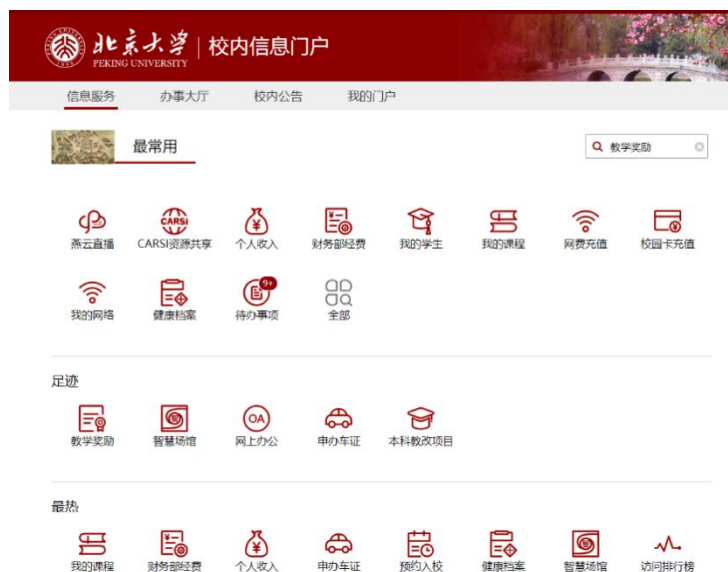 北京大学 | 校内信息门户
PEKING UNIVERSITY
信息服务 办事大厅 校内公告 我的门户
最常用 教学奖励
CARSI
燕云直播 CARSI资源共享 个人收入 财务部经费 我的学生 我的课程 网费充值 校园卡充值
9+
我的网络 健康档案 待办事项 全部
足迹
OA
教学奖励 智慧场馆 网上办公 申办车证 本科教改项目
最热
我的课程 财务部经费 个人收入 申办车证 预约入校 健康档案 智慧场馆 访问排行榜